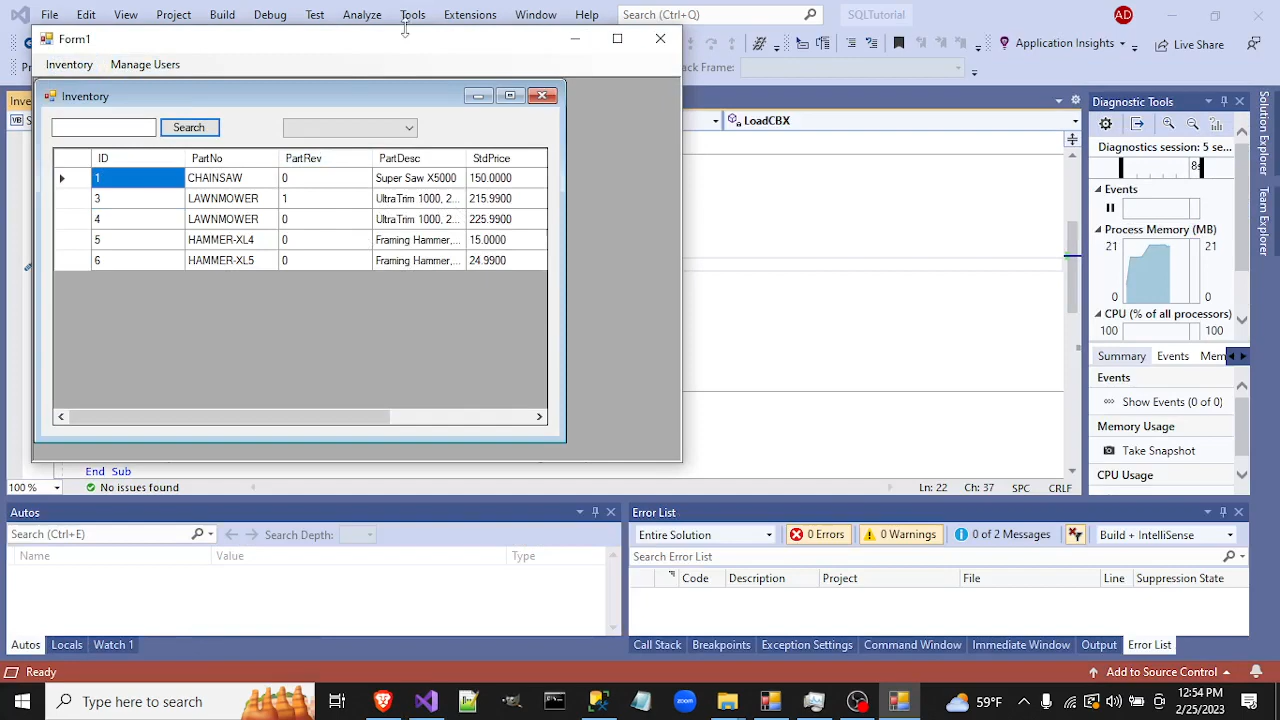 File Edit View Project Build Debug Test Analyze Tools Extensions Window Help Search (Ctrl+Q) SQLTutorial AD
Form1
Application Insights Live Share
Inventory Manage Users
Stack Frame:
Inventory
LoadCBX
Diagnostic Tools
Search
Diagnostics session: 5 se
ID PartNo PartRev PartDesc StdPrice
1 CHAINSAW 0 Super Saw X5000 150.0000
3 LAWNMOWER 1 UltraTrim 1000, 2... 215.9900
4 LAWNMOWER 0 UltraTrim 1000, 2... 225.9900
5 HAMMER-XL4 0 Framing Hammer,... 15.0000
6 HAMMER-XL5 0 Framing Hammer,... 24.9900
Events
Process Memory (MB)
21 21
0 0
CPU (% of all processors)
100 100
Summary Events Mem
Events
Show Events (0 of 0)
Memory Usage
Take Snapshot
CPU Usage
Solution Explorer
Team Explorer
End Sub
100 % No issues found Ln: 22 Ch: 37 SPC CRLF
Autos
Search (Ctrl+E) Search Depth:
Name Value Type
Autos Locals Watch 1
Error List
Entire Solution 0 Errors 0 Warnings 0 of 2 Messages Build + IntelliSense
Search Error List
Code Description Project File Line Suppression State
Call Stack Breakpoints Exception Settings Command Window Immediate Window Output Error List
Ready Add to Source Control
Type here to search 59°F 12:54 PM
2/25/2023